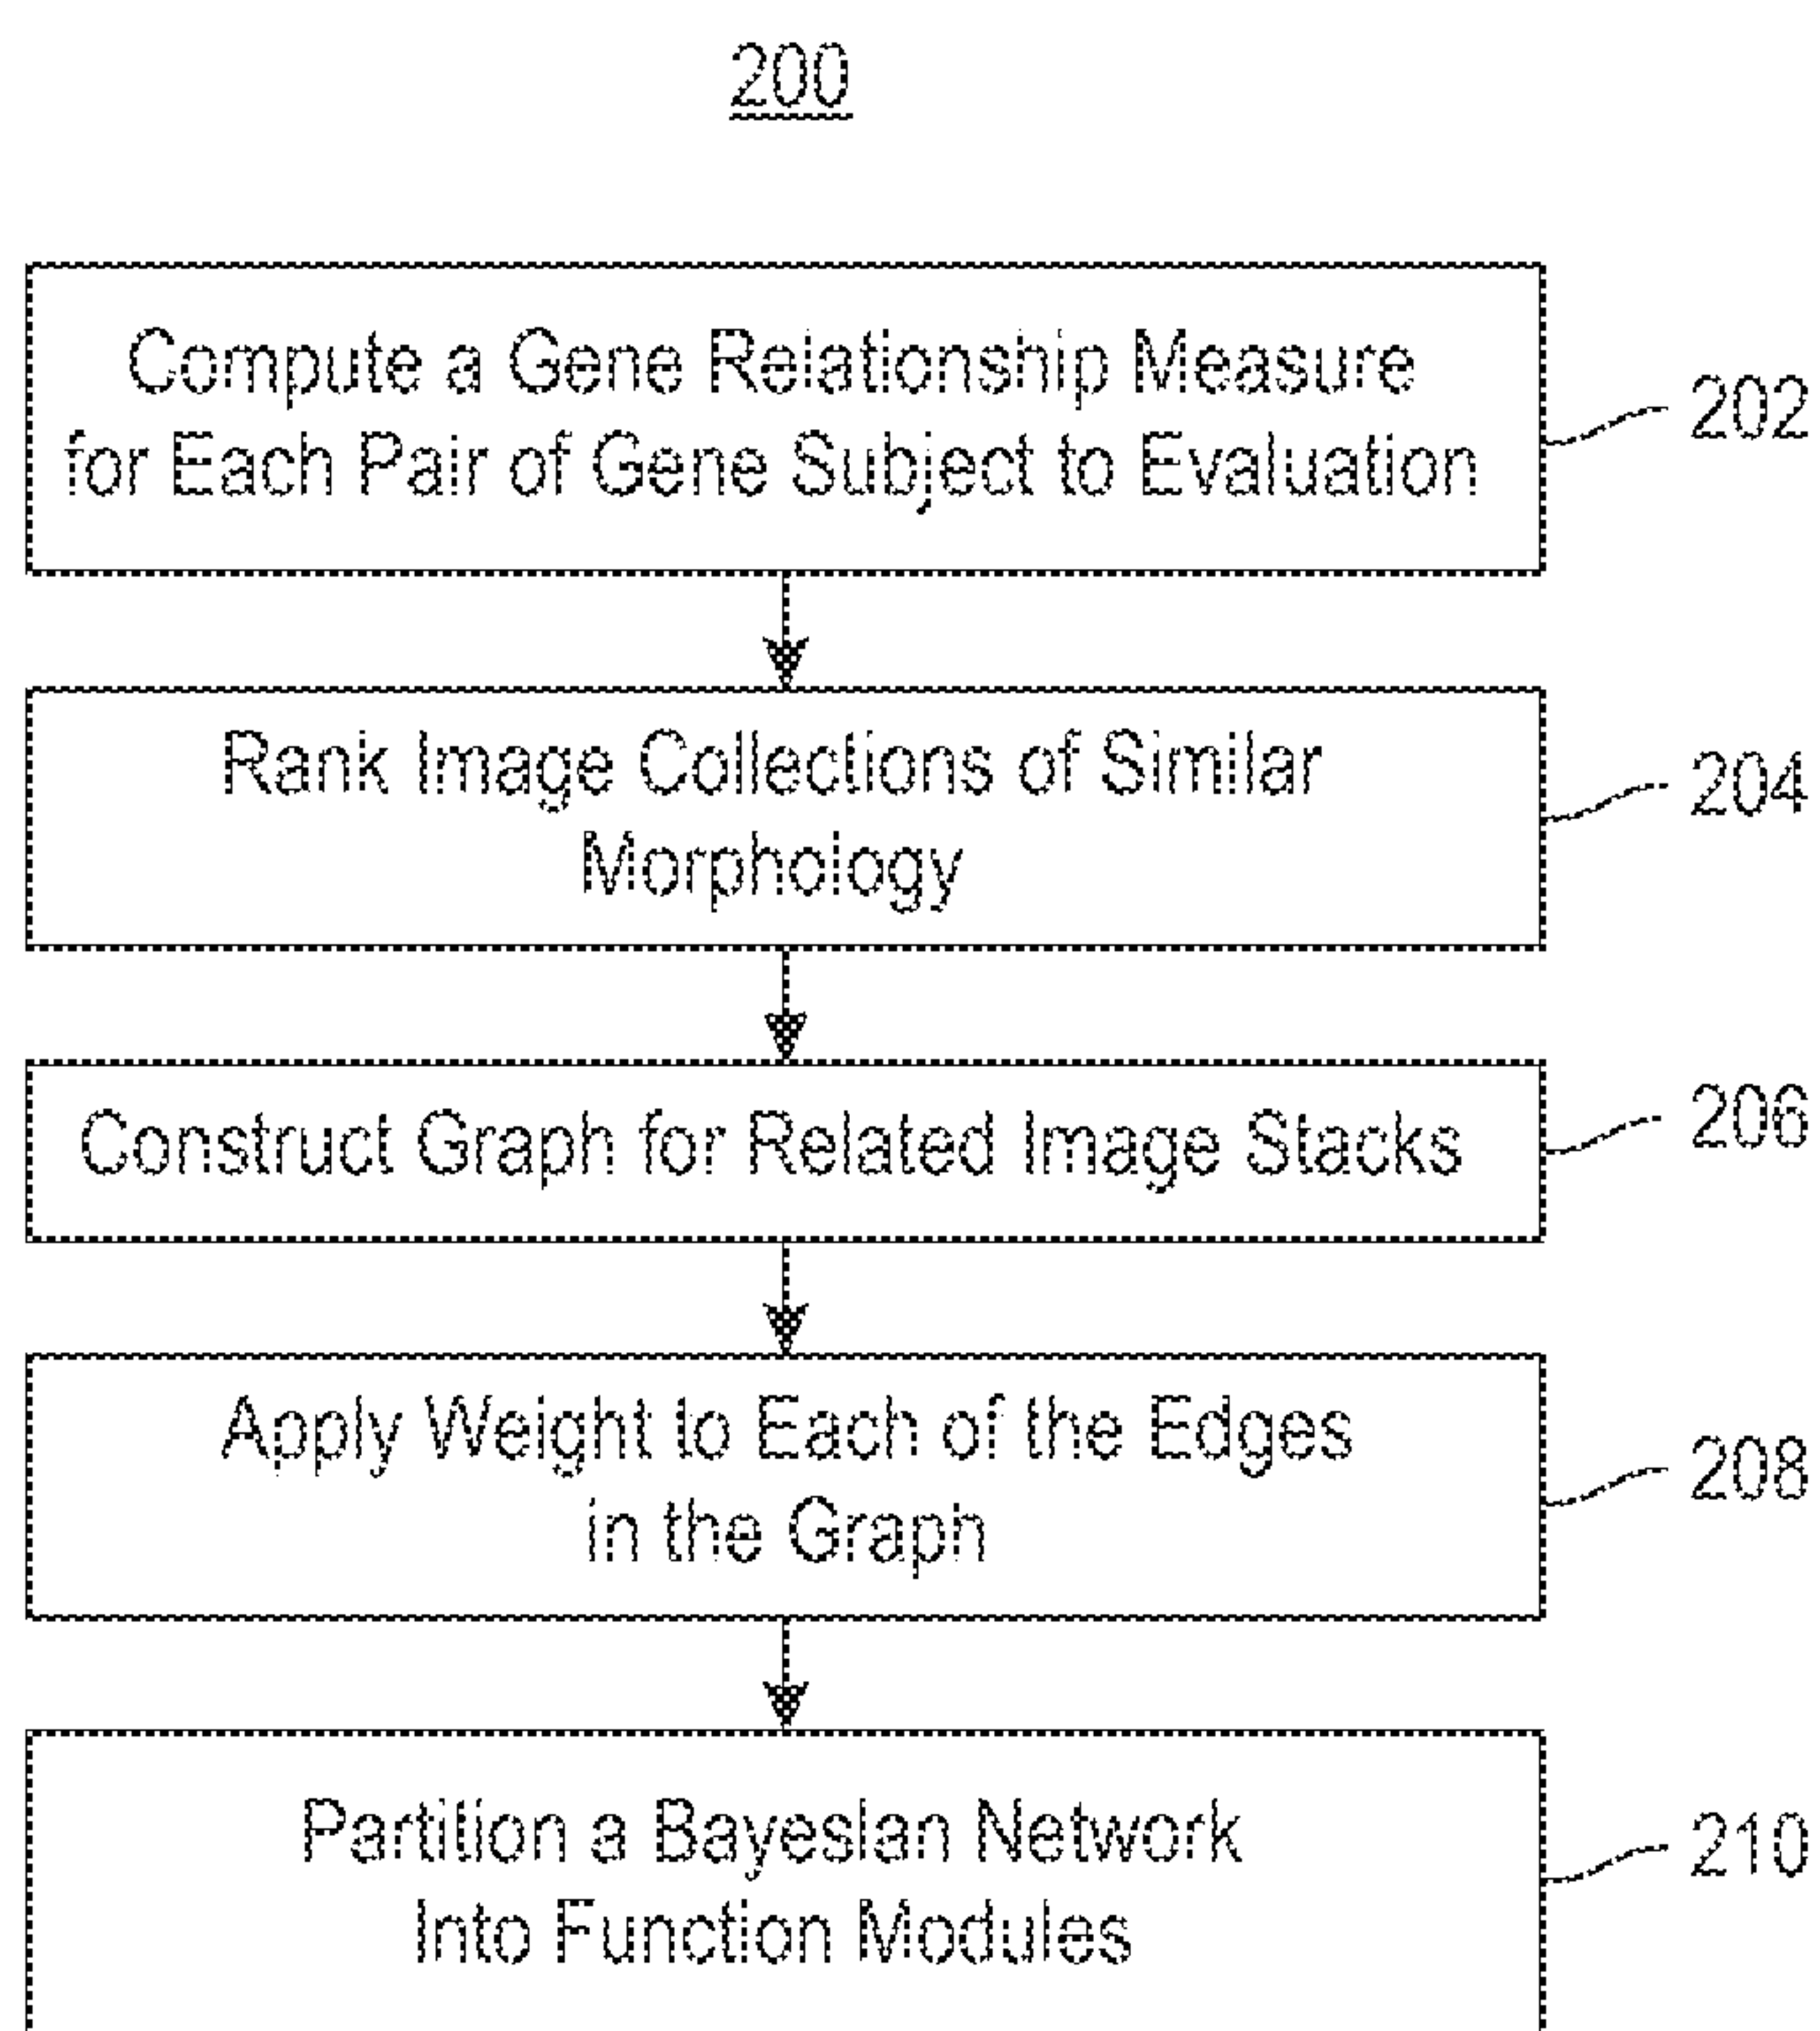 200
Compute a Gene Relationship Measure
for Each Pair of Gene Subject to Evaluation
202
Rank Image Collections of Similar
Morphology
204
Construct Graph for Related Image Stacks
206
Apply Weight to Each of the Edges
in the Graph
208
Partition a Bayesian Network
Into Function Modules
210